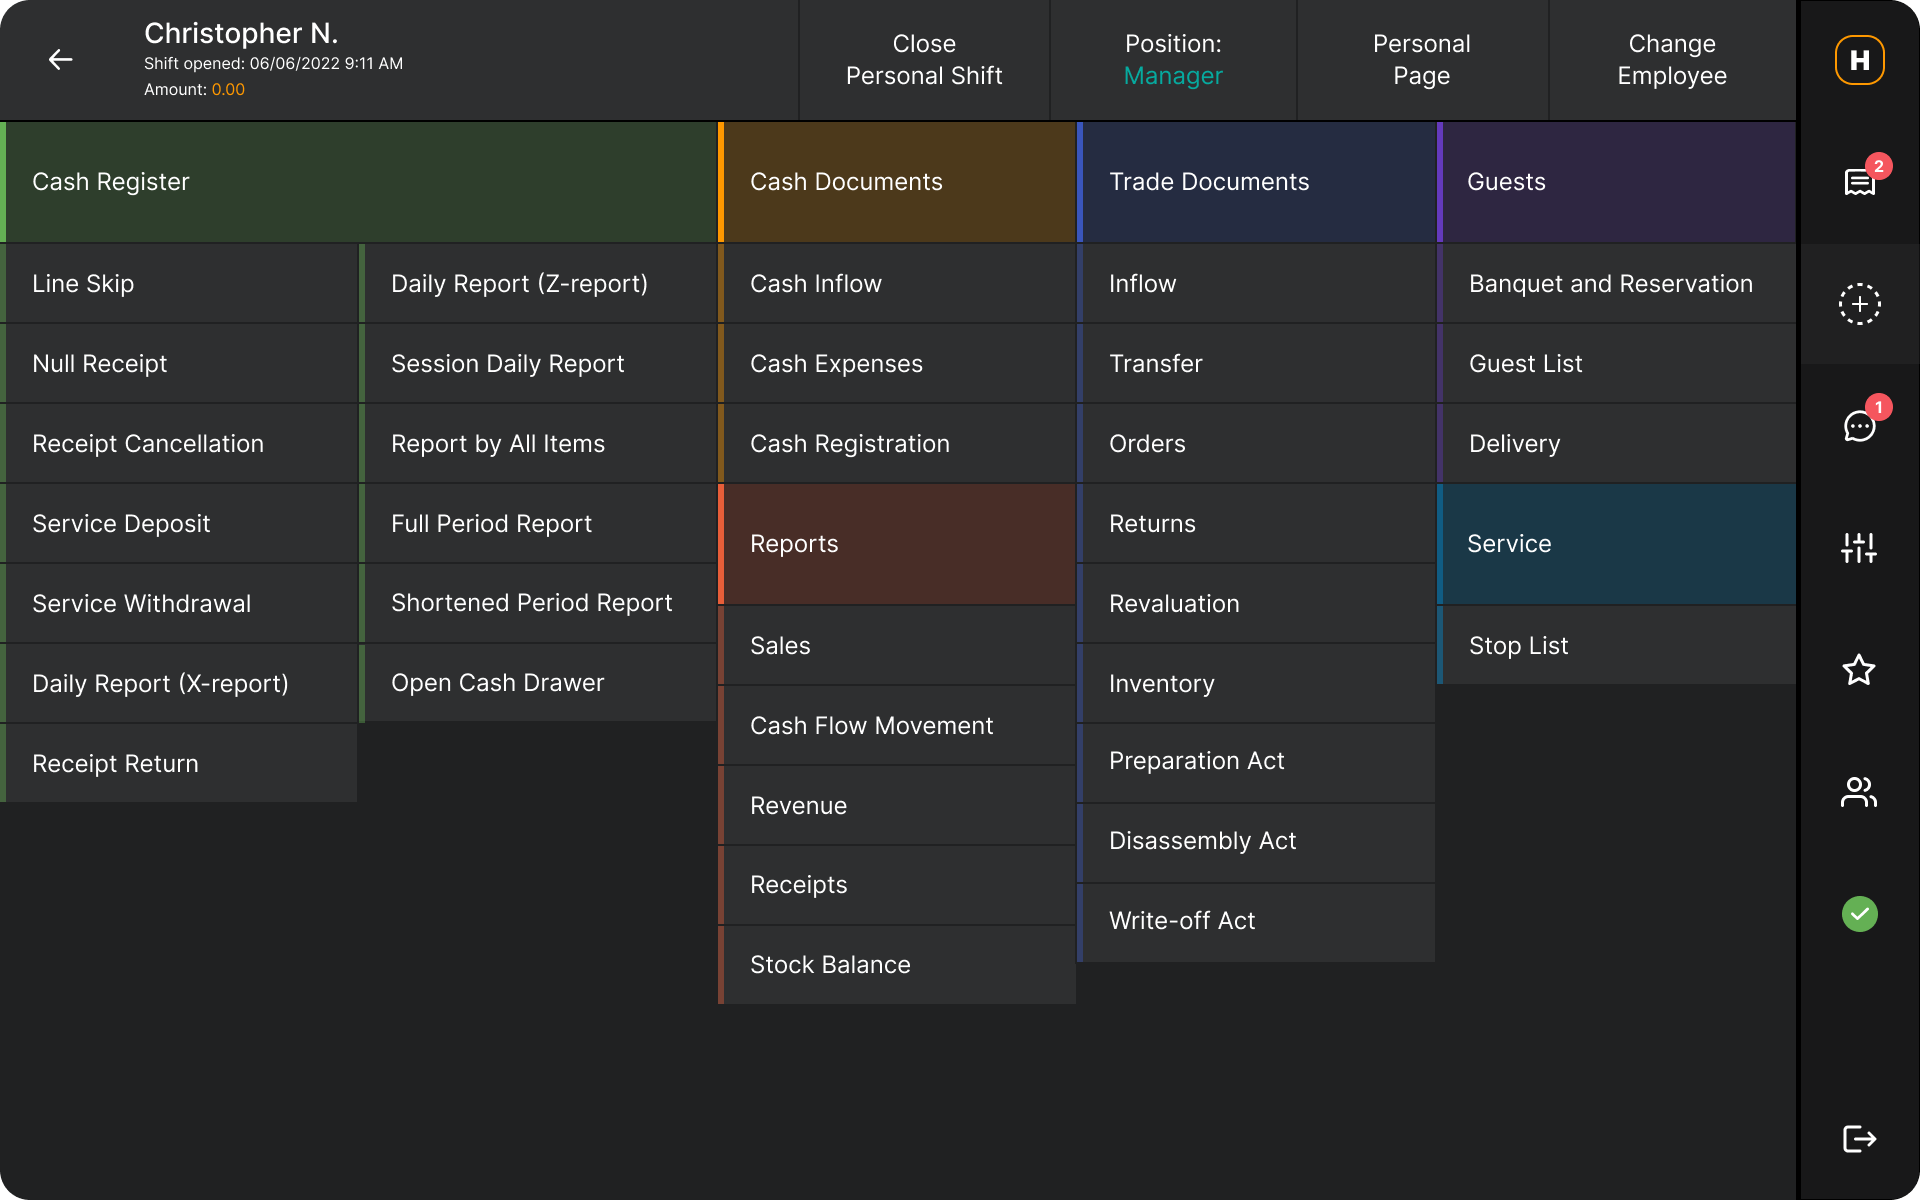 Christopher N.
Shift opened: 06/06/2022 9:11 AM
Amount: 0.00
Close
Personal Shift
Position:
Manager
Personal
Page
Change
Employee
H
2
1
Cash Register
Line Skip
Null Receipt
Receipt Cancellation
Service Deposit
Service Withdrawal
Daily Report (X-report)
Receipt Return
Daily Report (Z-report)
Session Daily Report
Report by All Items
Full Period Report
Shortened Period Report
Open Cash Drawer
Cash Documents
Cash Inflow
Cash Expenses
Cash Registration
Reports
Sales
Cash Flow Movement
Revenue
Receipts
Stock Balance
Trade Documents
Inflow
Transfer
Orders
Returns
Revaluation
Inventory
Preparation Act
Disassembly Act
Write-off Act
Guests
Banquet and Reservation
Guest List
Delivery
Service
Stop List